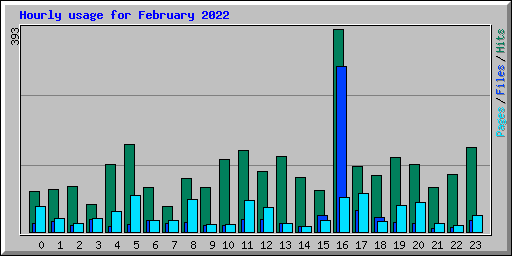 Hourly usage for February 2022
393
Pages / Files / Hits
0 1 2 3 4 5 6 7 8 9 10 11 12 13 14 15 16 17 18 19 20 21 22 23